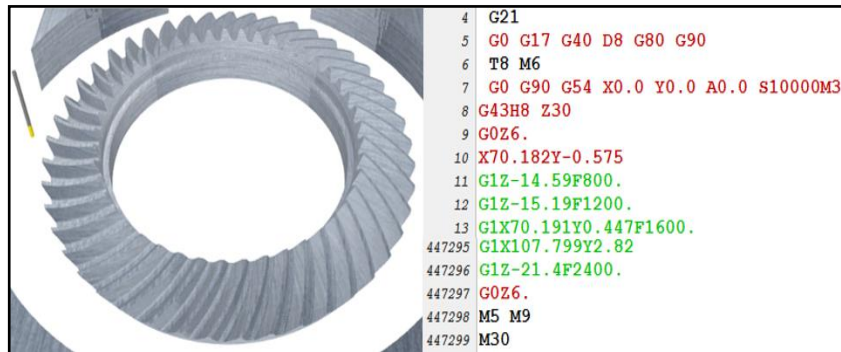 4 G21
5 G0 G17 G40 D8 G80 G90
6 T8 M6
7 G0 G90 G54 X0.0 Y0.0 A0.0 S10000M3
8 G43H8 Z30
9 G0Z6.
10 X70.182Y-0.575
11 G1Z-14.59F800.
12 G1Z-15.19F1200.
13 G1X70.191Y0.447F1600.
447295 G1X107.799Y2.82
447296 G1Z-21.4F2400.
447297 G0Z6.
447298 M5 M9
447299 M30